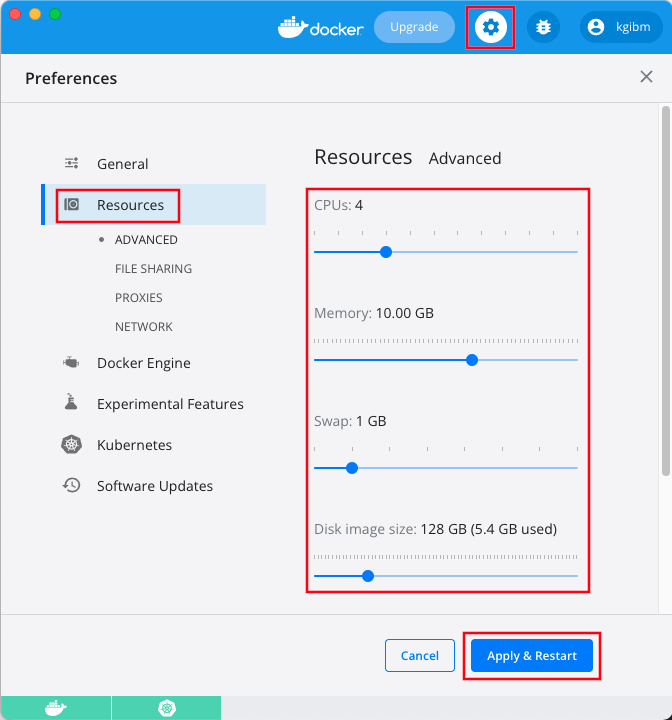 docker
Upgrade
kgibm
Preferences
General
Resources
ADVANCED
FILE SHARING
PROXIES
NETWORK
Docker Engine
Experimental Features
Kubernetes
Software Updates
Resources Advanced
CPUs: 4
Memory: 10.00 GB
Swap: 1 GB
Disk image size: 128 GB (5.4 GB used)
Cancel
Apply & Restart